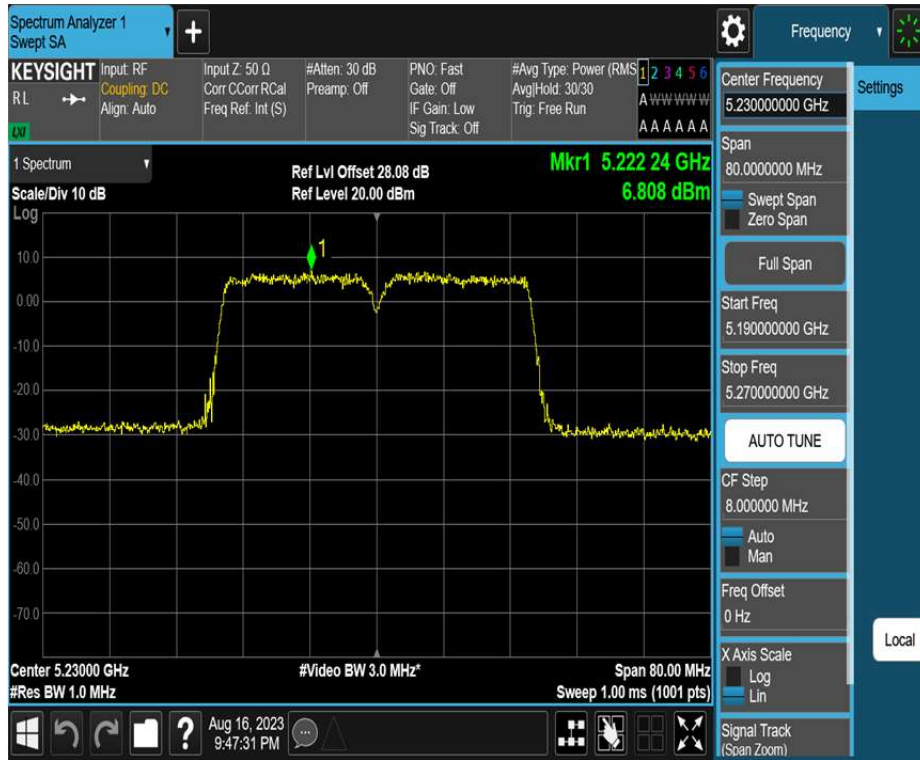 Spectrum Analyzer 1
Swept SA
+
Frequency
KEYSIGHT
RL
LXI
Input: RF
Coupling: DC
Align: Auto
Input Z: 50 Ω
Corr CCorr RCal
Freq Ref: Int (S)
#Atten: 30 dB
Preamp: Off
PNO: Fast
Gate: Off
IF Gain: Low
Sig Track: Off
#Avg Type: Power (RMS
Avg|Hold: 30/30
Trig: Free Run
1 2 3 4 5 6
A W W W W W
A A A A A A
1 Spectrum
Scale/Div 10 dB
Log
Ref Lvl Offset 28.08 dB
Ref Level 20.00 dBm
Mkr1 5.222 24 GHz
6.808 dBm
1
10.0
0.00
-10.0
-20.0
-30.0
-40.0
-50.0
-60.0
-70.0
Center 5.23000 GHz
#Res BW 1.0 MHz
#Video BW 3.0 MHz*
Span 80.00 MHz
Sweep 1.00 ms (1001 pts)
?
Aug 16, 2023
9:47:31 PM
Center Frequency
5.23000000 GHz
Span
80.0000000 MHz
Swept Span
Zero Span
Full Span
Start Freq
5.190000000 GHz
Stop Freq
5.270000000 GHz
AUTO TUNE
CF Step
8.000000 MHz
Auto
Man
Freq Offset
0 Hz
X Axis Scale
Log
Lin
Signal Track
(Span Zoom)
Settings
Local